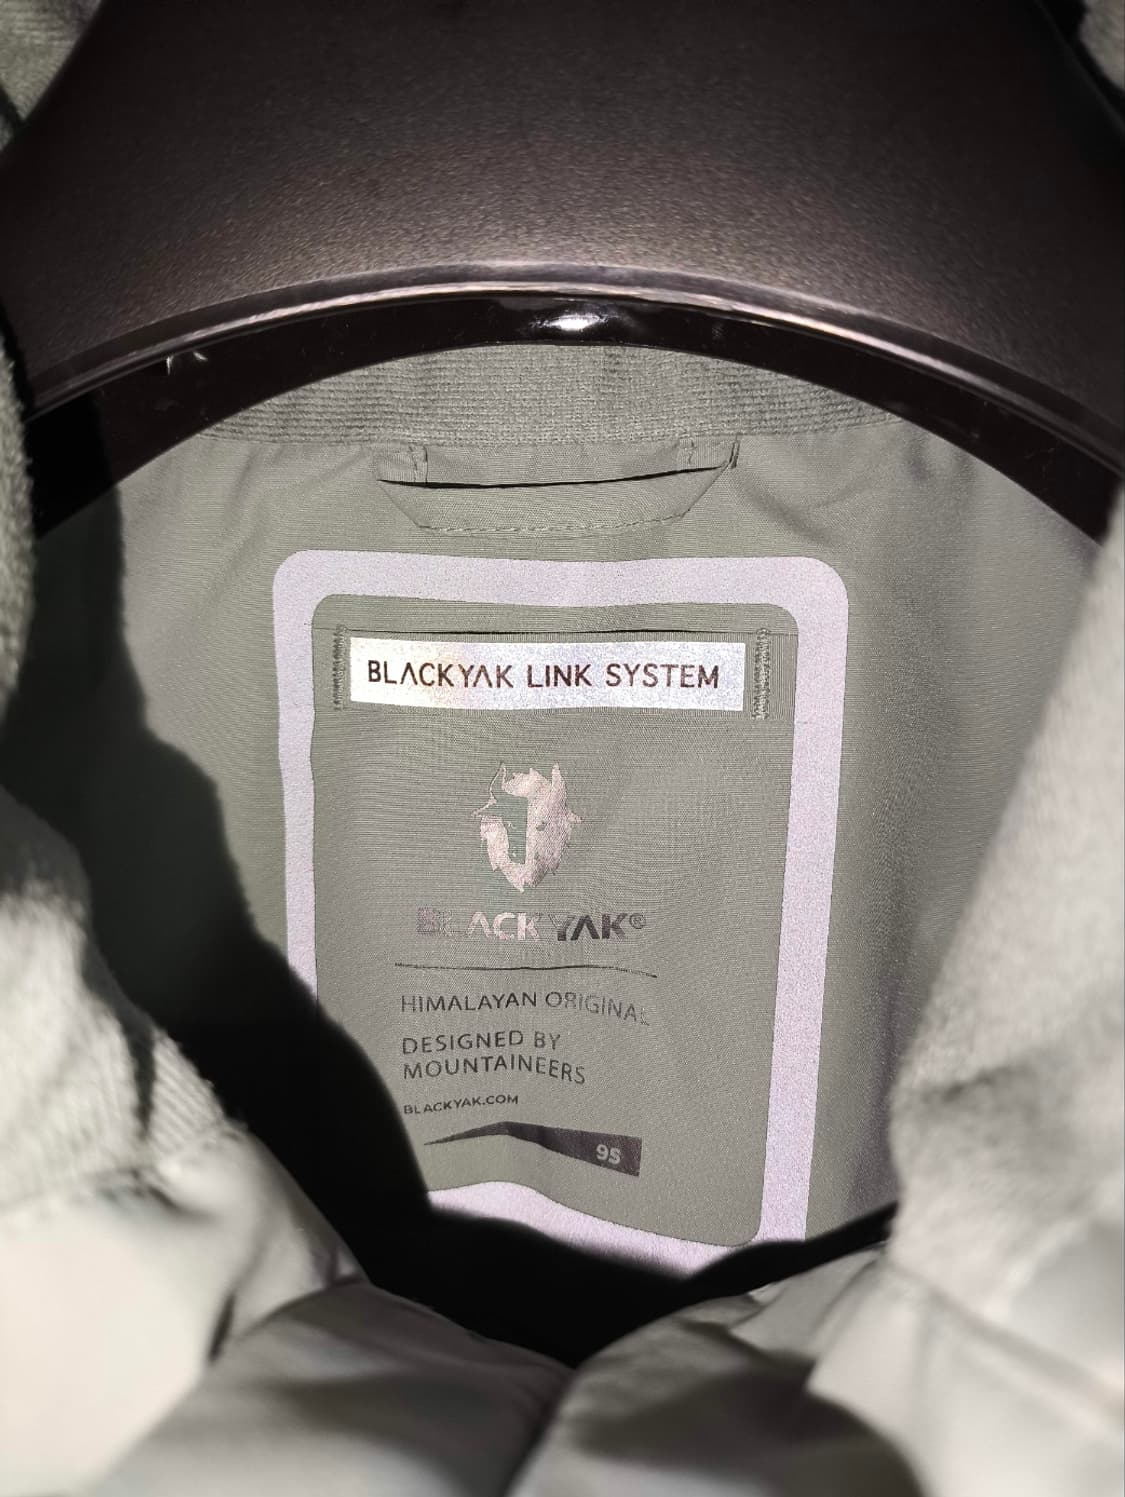 BLACKYAK LINK SYSTEM
BLACKYAK®
HIMALAYAN ORIGINAL
DESIGNED BY
MOUNTAINEERS
BLACKYAK.COM
95